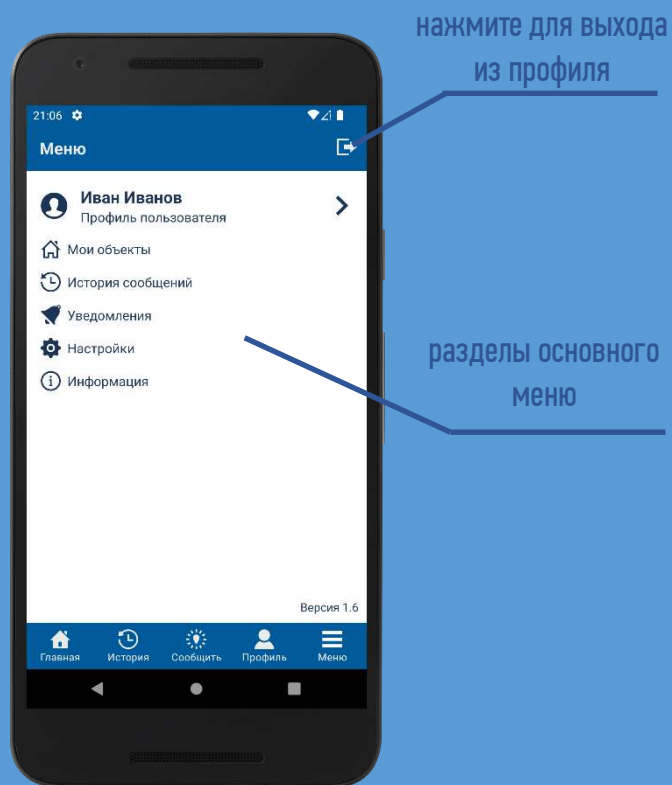 нажмите для выхода
из профиля
21:06
Меню
Иван Иванов
Профиль пользователя
Мои объекты
История сообщений
Уведомления
Настройки
Информация
разделы основного
меню
Версия 1.6
Главная
История
Сообщить
Профиль
Меню